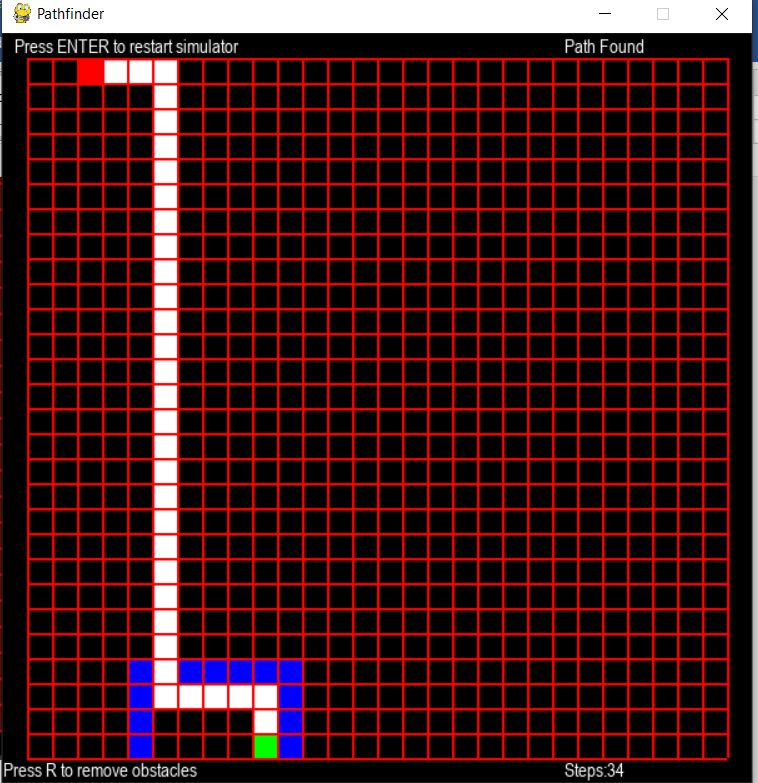 Pathfinder
Press ENTER to restart simulator
Path Found
Press R to remove obstacles
Steps:34